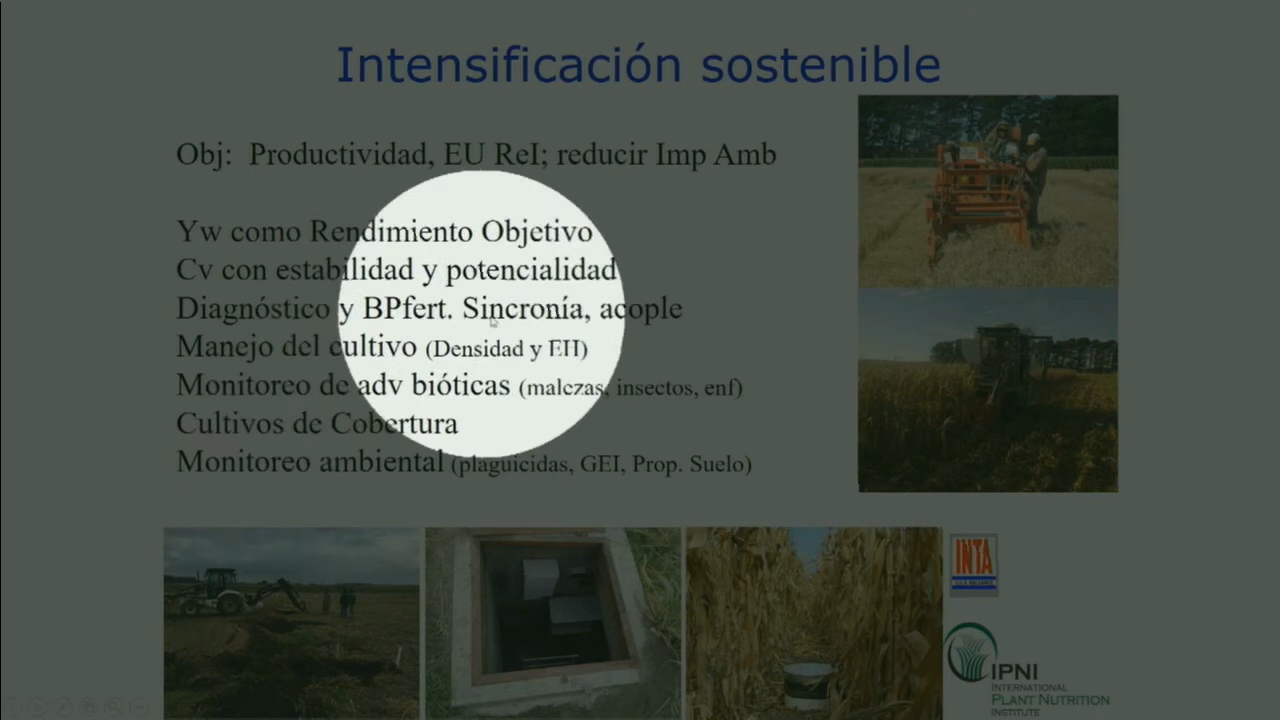 Intensificación sostenible
Obj: Productividad, EU ReI; reducir Imp Amb
Yw como Rendimiento Objetivo
Cv con estabilidad y potencialidad
Diagnóstico y BPfert. Sincronía, acople
Manejo del cultivo (Densidad y EH)
Monitoreo de adv bióticas (malczas, insectos, enf)
Cultivos de Cobertura
Monitoreo ambiental (plaguicidas, GEI, Prop. Suelo)
INTA
IPNI
INTERNATIONAL
PLANT NUTRITION
INSTITUTE